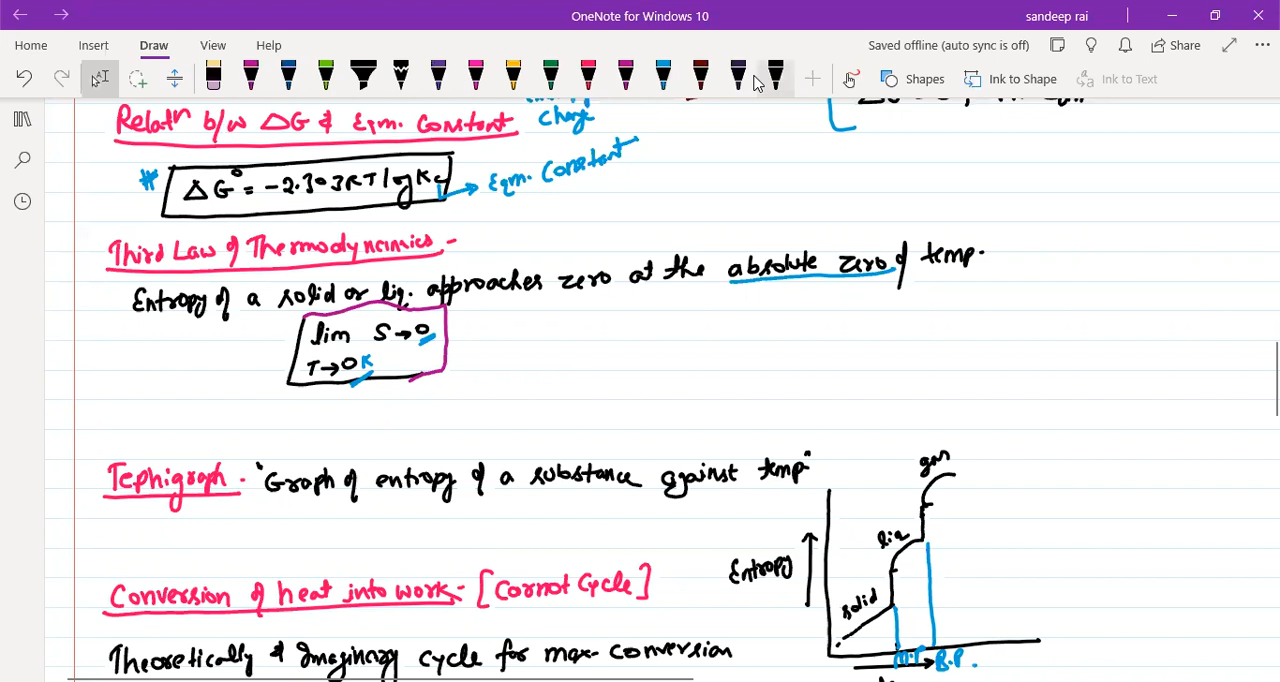 OneNote for Windows 10
sandeep rai
Home
Insert
Draw
View
Help
Saved offline (auto sync is off)
Share
Shapes
Ink to Shape
Ink to Text
Relatn b/w ΔG & Eqm. Constant
charge
# ΔG° = -2.303RT log Kc
Eqm. Constant
Third Law of Thermodynamics -
Entropy of a solid or liq. approaches zero at the absolute zero of temp.
lim S→0
T→0K
Tephigraph - "Graph of entropy of a substance against temp"
gas
liq
solid
Entropy
M.P. B.P.
Conversion of heat into work - [Cornot Cycle]
Theoretically & Imaginary cycle for max- conversion